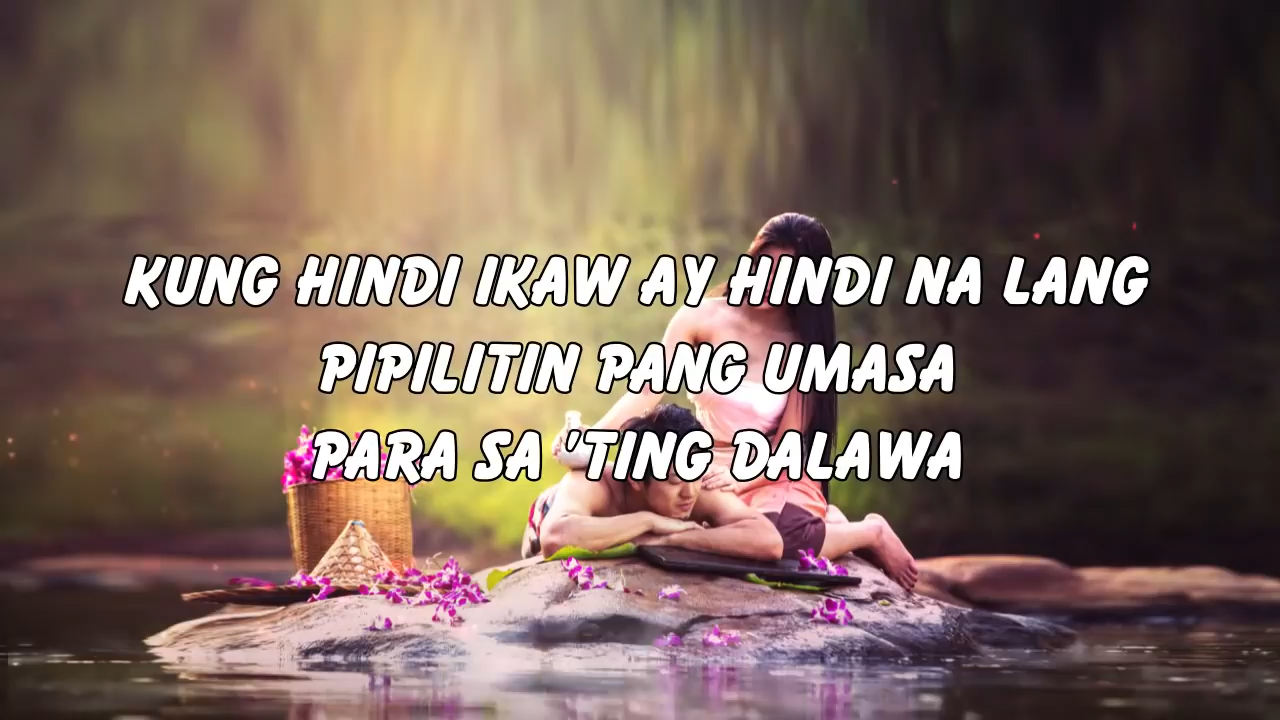 KUNG HINDI IKAW AY HINDI NA LANG
PIPILITIN PANG UMASA
PARA SA 'TING DALAWA